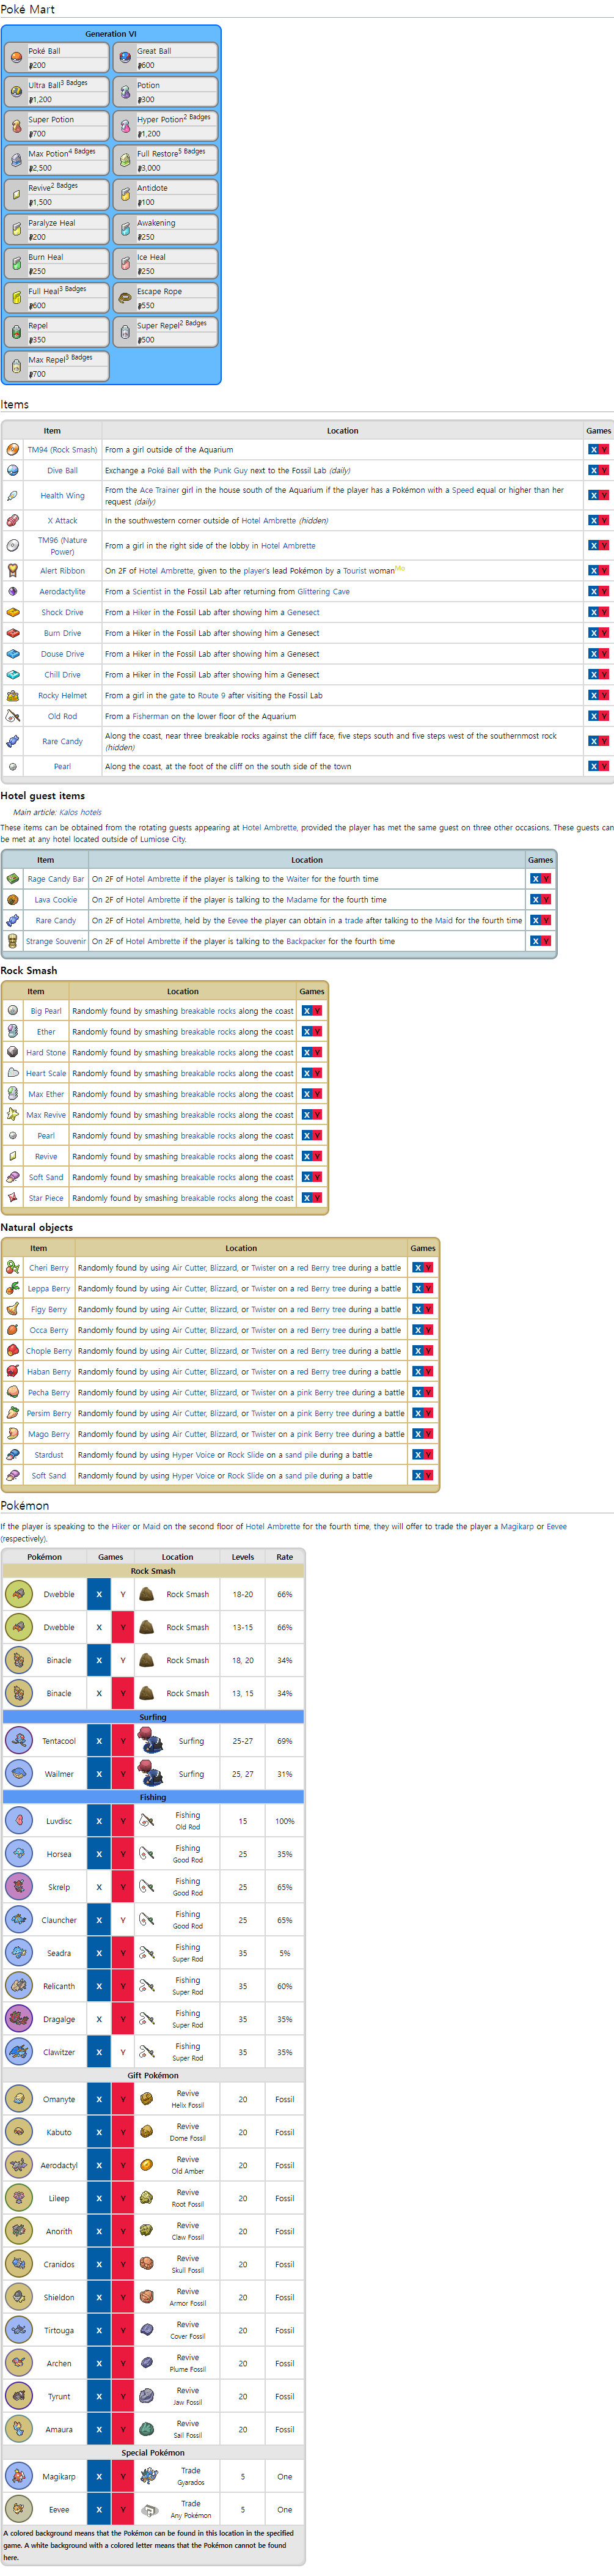 Poké Mart
Generation VI
Poké Ball
₽200
Great Ball
₽600
Ultra Ball3 Badges
₽1,200
Potion
₽300
Super Potion
₽700
Hyper Potion2 Badges
₽1,200
Max Potion4 Badges
₽2,500
Full Restore5 Badges
₽3,000
Revive2 Badges
₽1,500
Antidote
₽100
Paralyze Heal
₽200
Awakening
₽250
Burn Heal
₽250
Ice Heal
₽250
Full Heal3 Badges
₽600
Escape Rope
₽550
Repel
₽350
Super Repel2 Badges
₽500
Max Repel3 Badges
₽700
Items
Item Location Games
TM94 (Rock Smash) From a girl outside of the Aquarium X Y
Dive Ball Exchange a Poké Ball with the Punk Guy next to the Fossil Lab (daily) X Y
Health Wing From the Ace Trainer girl in the house south of the Aquarium if the player has a Pokémon with a Speed equal or higher than her
request (daily) X Y
X Attack In the southwestern corner outside of Hotel Ambrette (hidden) X Y
TM96 (Nature
Power) From a girl in the right side of the lobby in Hotel Ambrette X Y
Alert Ribbon On 2F of Hotel Ambrette, given to the player's lead Pokémon by a Tourist womanMo X Y
Aerodactylite From a Scientist in the Fossil Lab after returning from Glittering Cave X Y
Shock Drive From a Hiker in the Fossil Lab after showing him a Genesect X Y
Burn Drive From a Hiker in the Fossil Lab after showing him a Genesect X Y
Douse Drive From a Hiker in the Fossil Lab after showing him a Genesect X Y
Chill Drive From a Hiker in the Fossil Lab after showing him a Genesect X Y
Rocky Helmet From a girl in the gate to Route 9 after visiting the Fossil Lab X Y
Old Rod From a Fisherman on the lower floor of the Aquarium X Y
Rare Candy Along the coast, near three breakable rocks against the cliff face, five steps south and five steps west of the southernmost rock
(hidden) X Y
Pearl Along the coast, at the foot of the cliff on the south side of the town X Y
Hotel guest items
Main article: Kalos hotels
These items can be obtained from the rotating guests appearing at Hotel Ambrette, provided the player has met the same guest on three other occasions. These guests can
be met at any hotel located outside of Lumiose City.
Item Location Games
Rage Candy Bar On 2F of Hotel Ambrette if the player is talking to the Waiter for the fourth time X Y
Lava Cookie On 2F of Hotel Ambrette if the player is talking to the Madame for the fourth time X Y
Rare Candy On 2F of Hotel Ambrette, held by the Eevee the player can obtain in a trade after talking to the Maid for the fourth time X Y
Strange Souvenir On 2F of Hotel Ambrette if the player is talking to the Backpacker for the fourth time X Y
Rock Smash
Item Location Games
Big Pearl Randomly found by smashing breakable rocks along the coast X Y
Ether Randomly found by smashing breakable rocks along the coast X Y
Hard Stone Randomly found by smashing breakable rocks along the coast X Y
Heart Scale Randomly found by smashing breakable rocks along the coast X Y
Max Ether Randomly found by smashing breakable rocks along the coast X Y
Max Revive Randomly found by smashing breakable rocks along the coast X Y
Pearl Randomly found by smashing breakable rocks along the coast X Y
Revive Randomly found by smashing breakable rocks along the coast X Y
Soft Sand Randomly found by smashing breakable rocks along the coast X Y
Star Piece Randomly found by smashing breakable rocks along the coast X Y
Natural objects
Item Location Games
Cheri Berry Randomly found by using Air Cutter, Blizzard, or Twister on a red Berry tree during a battle X Y
Leppa Berry Randomly found by using Air Cutter, Blizzard, or Twister on a red Berry tree during a battle X Y
Figy Berry Randomly found by using Air Cutter, Blizzard, or Twister on a red Berry tree during a battle X Y
Occa Berry Randomly found by using Air Cutter, Blizzard, or Twister on a red Berry tree during a battle X Y
Chople Berry Randomly found by using Air Cutter, Blizzard, or Twister on a red Berry tree during a battle X Y
Haban Berry Randomly found by using Air Cutter, Blizzard, or Twister on a red Berry tree during a battle X Y
Pecha Berry Randomly found by using Air Cutter, Blizzard, or Twister on a pink Berry tree during a battle X Y
Persim Berry Randomly found by using Air Cutter, Blizzard, or Twister on a pink Berry tree during a battle X Y
Mago Berry Randomly found by using Air Cutter, Blizzard, or Twister on a pink Berry tree during a battle X Y
Stardust Randomly found by using Hyper Voice or Rock Slide on a sand pile during a battle X Y
Soft Sand Randomly found by using Hyper Voice or Rock Slide on a sand pile during a battle X Y
Pokémon
If the player is speaking to the Hiker or Maid on the second floor of Hotel Ambrette for the fourth time, they will offer to trade the player a Magikarp or Eevee
(respectively).
Pokémon Games Location Levels Rate
Rock Smash
Dwebble X Y Rock Smash 18-20 66%
Dwebble X Y Rock Smash 13-15 66%
Binacle X Y Rock Smash 18, 20 34%
Binacle X Y Rock Smash 13, 15 34%
Surfing
Tentacool X Y Surfing 25-27 69%
Wailmer X Y Surfing 25, 27 31%
Fishing
Luvdisc X Y Fishing
Old Rod 15 100%
Horsea X Y Fishing
Good Rod 25 35%
Skrelp X Y Fishing
Good Rod 25 65%
Clauncher X Y Fishing
Good Rod 25 65%
Seadra X Y Fishing
Super Rod 35 5%
Relicanth X Y Fishing
Super Rod 35 60%
Dragalge X Y Fishing
Super Rod 35 35%
Clawitzer X Y Fishing
Super Rod 35 35%
Gift Pokémon
Omanyte X Y Revive
Helix Fossil 20 Fossil
Kabuto X Y Revive
Dome Fossil 20 Fossil
Aerodactyl X Y Revive
Old Amber 20 Fossil
Lileep X Y Revive
Root Fossil 20 Fossil
Anorith X Y Revive
Claw Fossil 20 Fossil
Cranidos X Y Revive
Skull Fossil 20 Fossil
Shieldon X Y Revive
Armor Fossil 20 Fossil
Tirtouga X Y Revive
Cover Fossil 20 Fossil
Archen X Y Revive
Plume Fossil 20 Fossil
Tyrunt X Y Revive
Jaw Fossil 20 Fossil
Amaura X Y Revive
Sail Fossil 20 Fossil
Special Pokémon
Magikarp X Y Trade
Gyarados 5 One
Eevee X Y Trade
Any Pokémon 5 One
A colored background means that the Pokémon can be found in this location in the specified
game. A white background with a colored letter means that the Pokémon cannot be found
here.